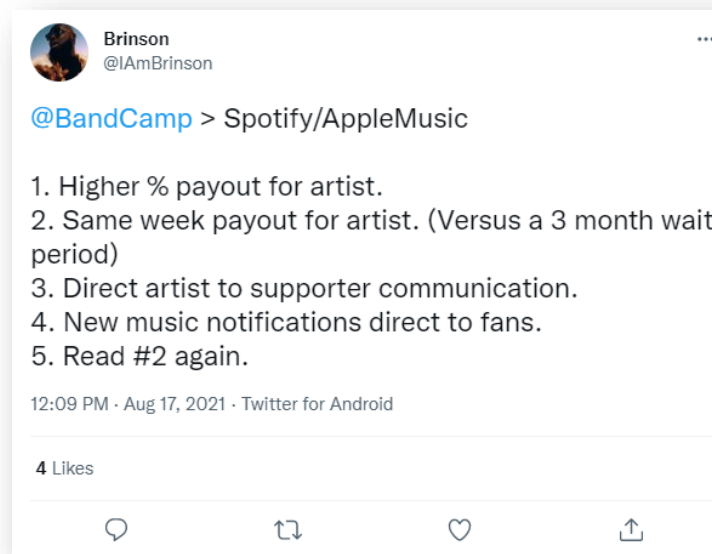 Brinson
@IAmBrinson
@BandCamp > Spotify/AppleMusic
1. Higher % payout for artist.
2. Same week payout for artist. (Versus a 3 month wait
period)
3. Direct artist to supporter communication.
4. New music notifications direct to fans.
5. Read #2 again.
12:09 PM · Aug 17, 2021 · Twitter for Android
4 Likes